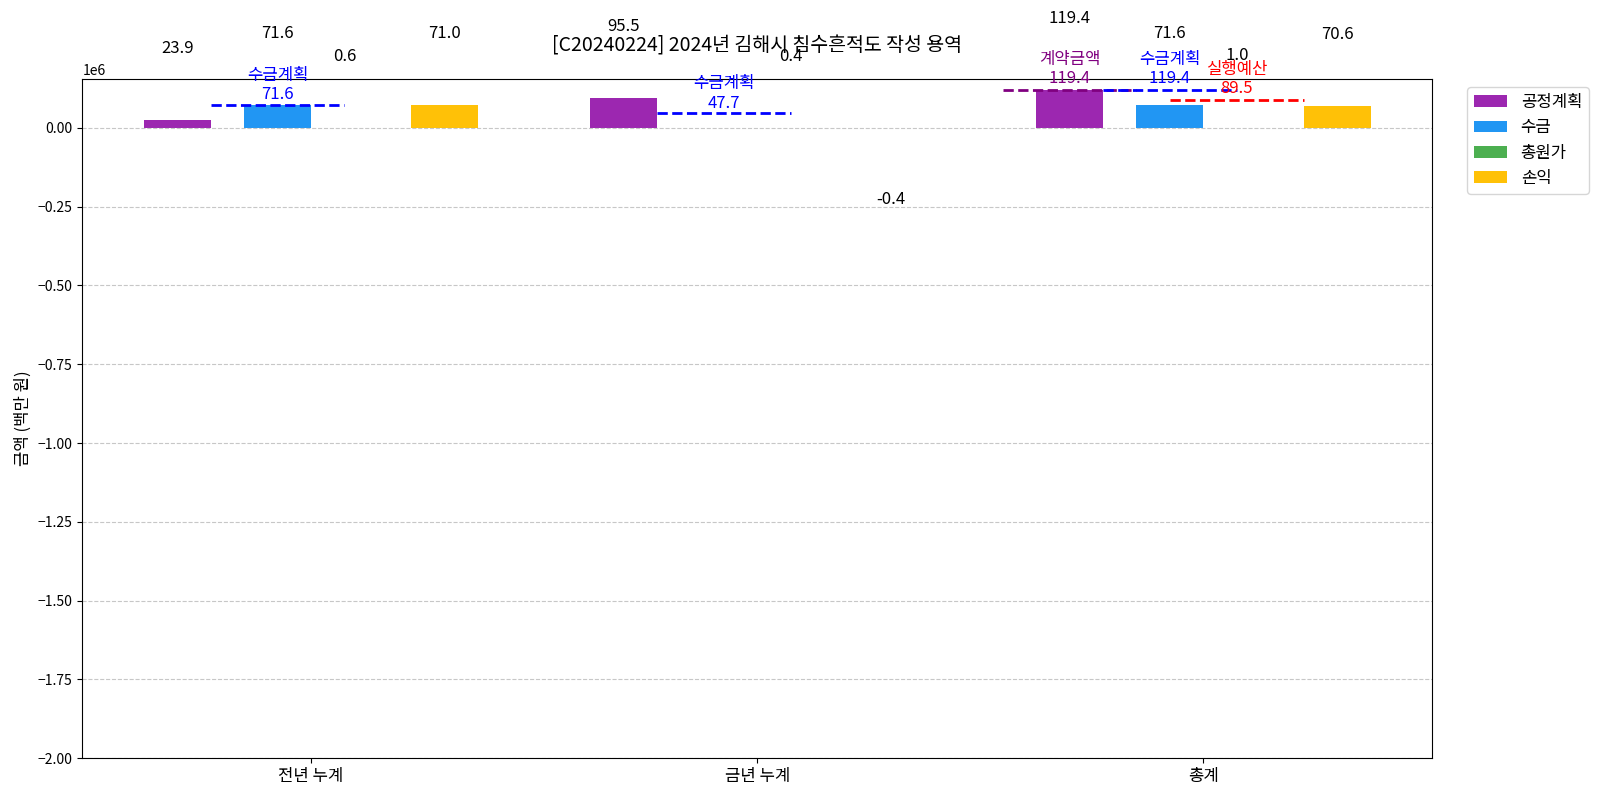 [C20240224] 2024년 김해시 침수흔적도 작성 용역
23.9
71.6
0.6
71.0
95.5
0.4
-0.4
119.4
71.6
1.0
70.6
수금계획
71.6
수금계획
47.7
계약금액
119.4
수금계획
119.4
실행예산
89.5
1e6
0.00
−0.25
−0.50
−0.75
−1.00
−1.25
−1.50
−1.75
−2.00
금액 (백만 원)
전년 누계
금년 누계
총계
공정계획
수금
총원가
손익